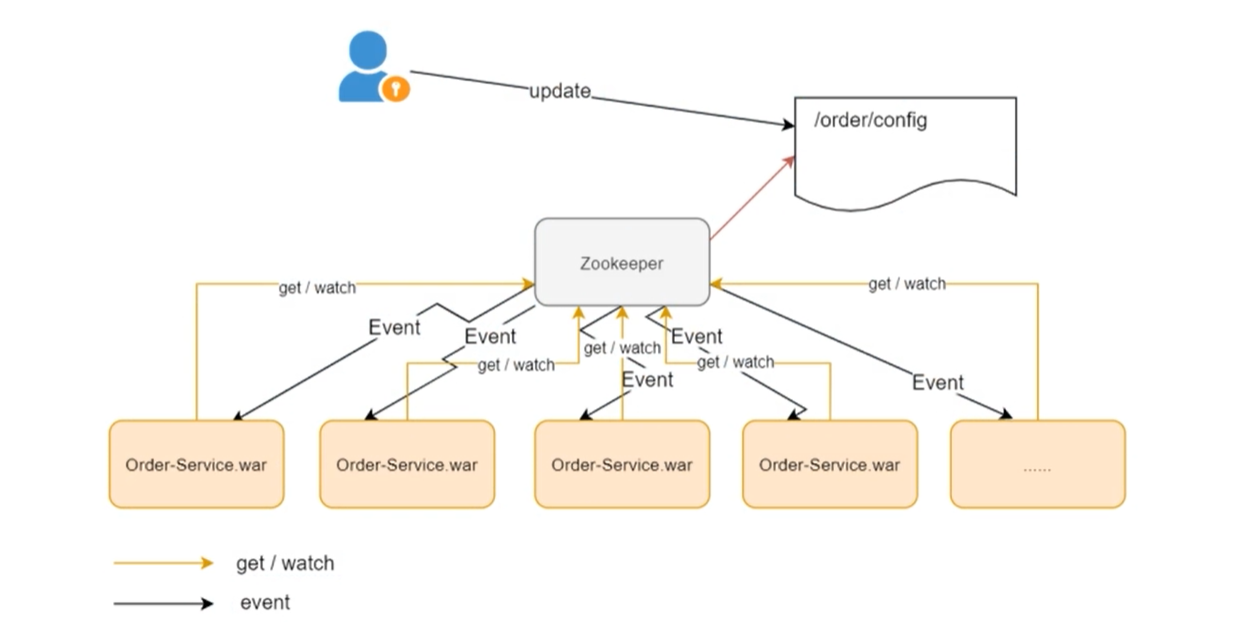 update
/order/config
Zookeeper
get / watch
get / watch
Event
Event
get / watch
get / watch
Event
get / watch
Event
Event
Order-Service.war
Order-Service.war
Order-Service.war
Order-Service.war
......
get / watch
event